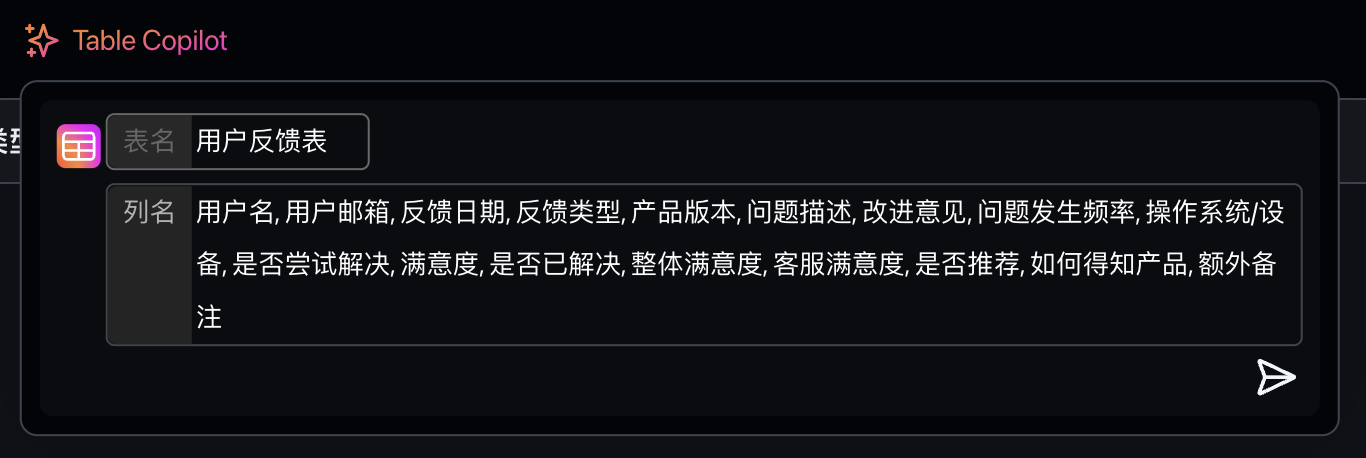 Table Copilot
类型
表名 用户反馈表
列名 用户名, 用户邮箱, 反馈日期, 反馈类型, 产品版本, 问题描述, 改进意见, 问题发生频率, 操作系统/设
备, 是否尝试解决, 满意度, 是否已解决, 整体满意度, 客服满意度, 是否推荐, 如何得知产品, 额外备
注